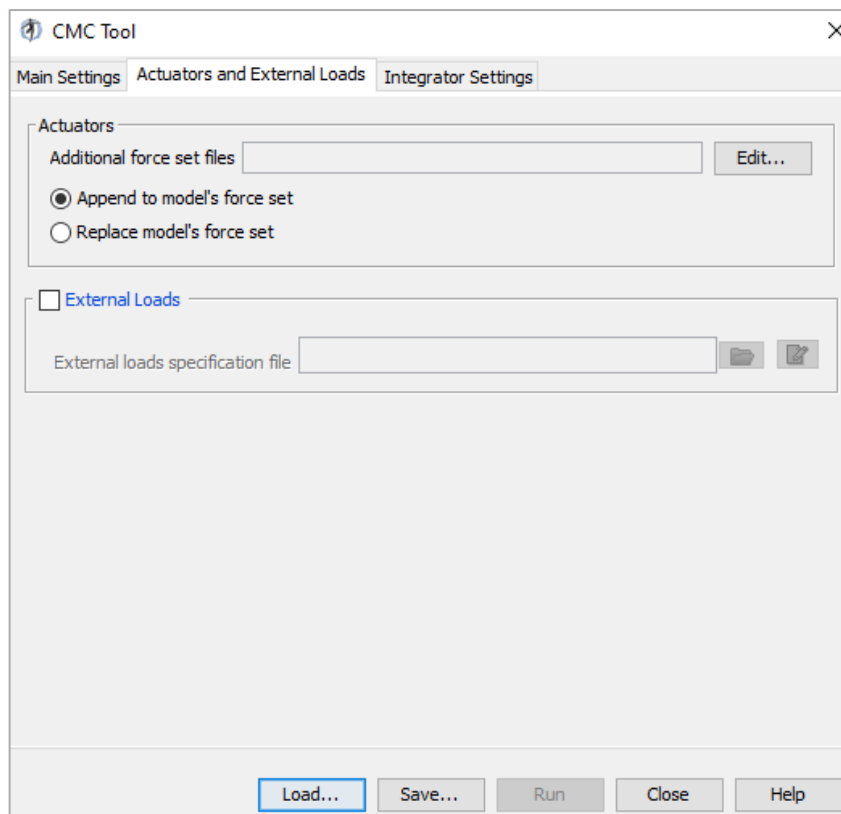 CMC Tool
Main Settings Actuators and External Loads Integrator Settings
Actuators
Additional force set files Edit...
Append to model's force set
Replace model's force set
External Loads
External loads specification file
Load... Save... Run Close Help